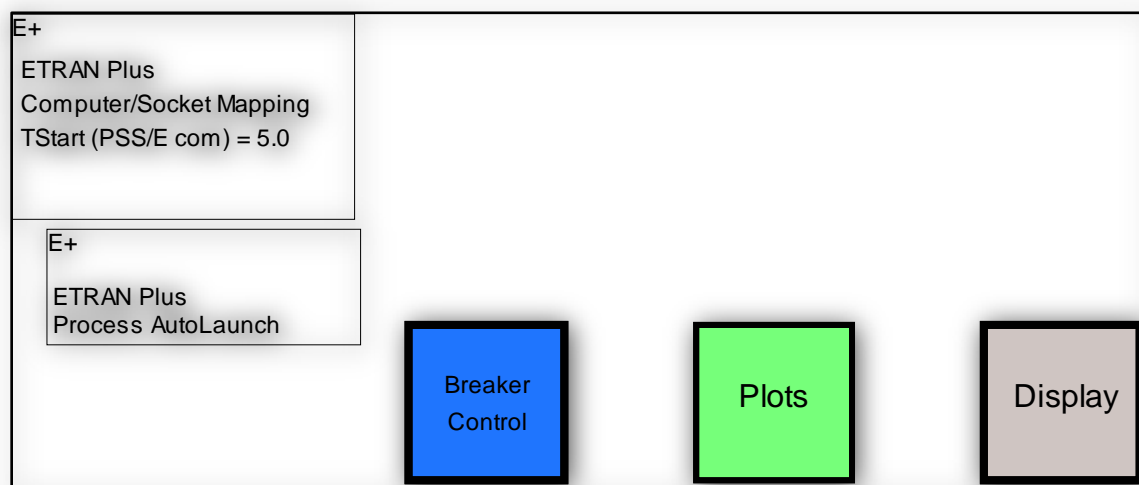 E+
ETRAN Plus
Computer/Socket Mapping
TStart (PSS/E com) = 5.0
E+
ETRAN Plus
Process AutoLaunch
Breaker
Control
Plots
Display